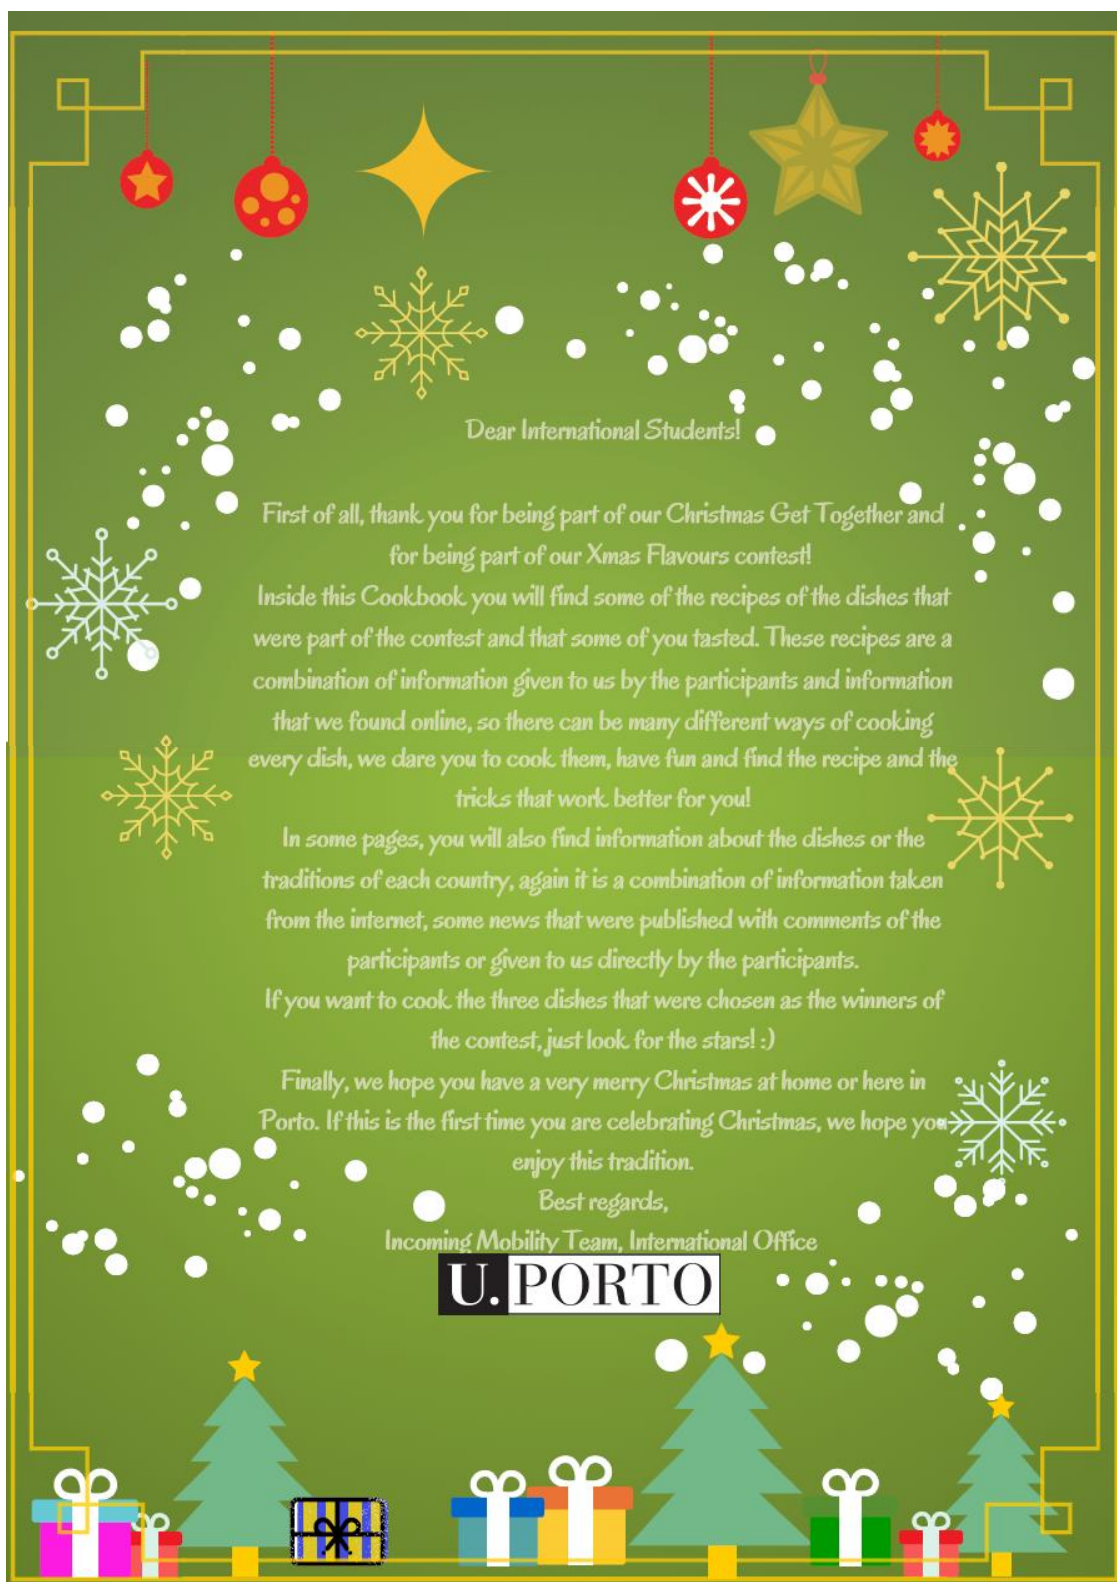 Dear International Students!
First of all, thank you for being part of our Christmas Get Together and
for being part of our Xmas Flavours contest!
Inside this Cookbook you will find some of the recipes of the dishes that
were part of the contest and that some of you tasted. These recipes are a
combination of information given to us by the participants and information
that we found online, so there can be many different ways of cooking
every dish, we dare you to cook them, have fun and find the recipe and the
tricks that work better for you!
In some pages, you will also find information about the dishes or the
traditions of each country, again it is a combination of information taken
from the internet, some news that were published with comments of the
participants or given to us directly by the participants.
If you want to cook the three dishes that were chosen as the winners of
the contest, just look for the stars! :)
Finally, we hope you have a very merry Christmas at home or here in
Porto. If this is the first time you are celebrating Christmas, we hope you
enjoy this tradition.
Best regards,
Incoming Mobility Team, International Office
U. PORTO